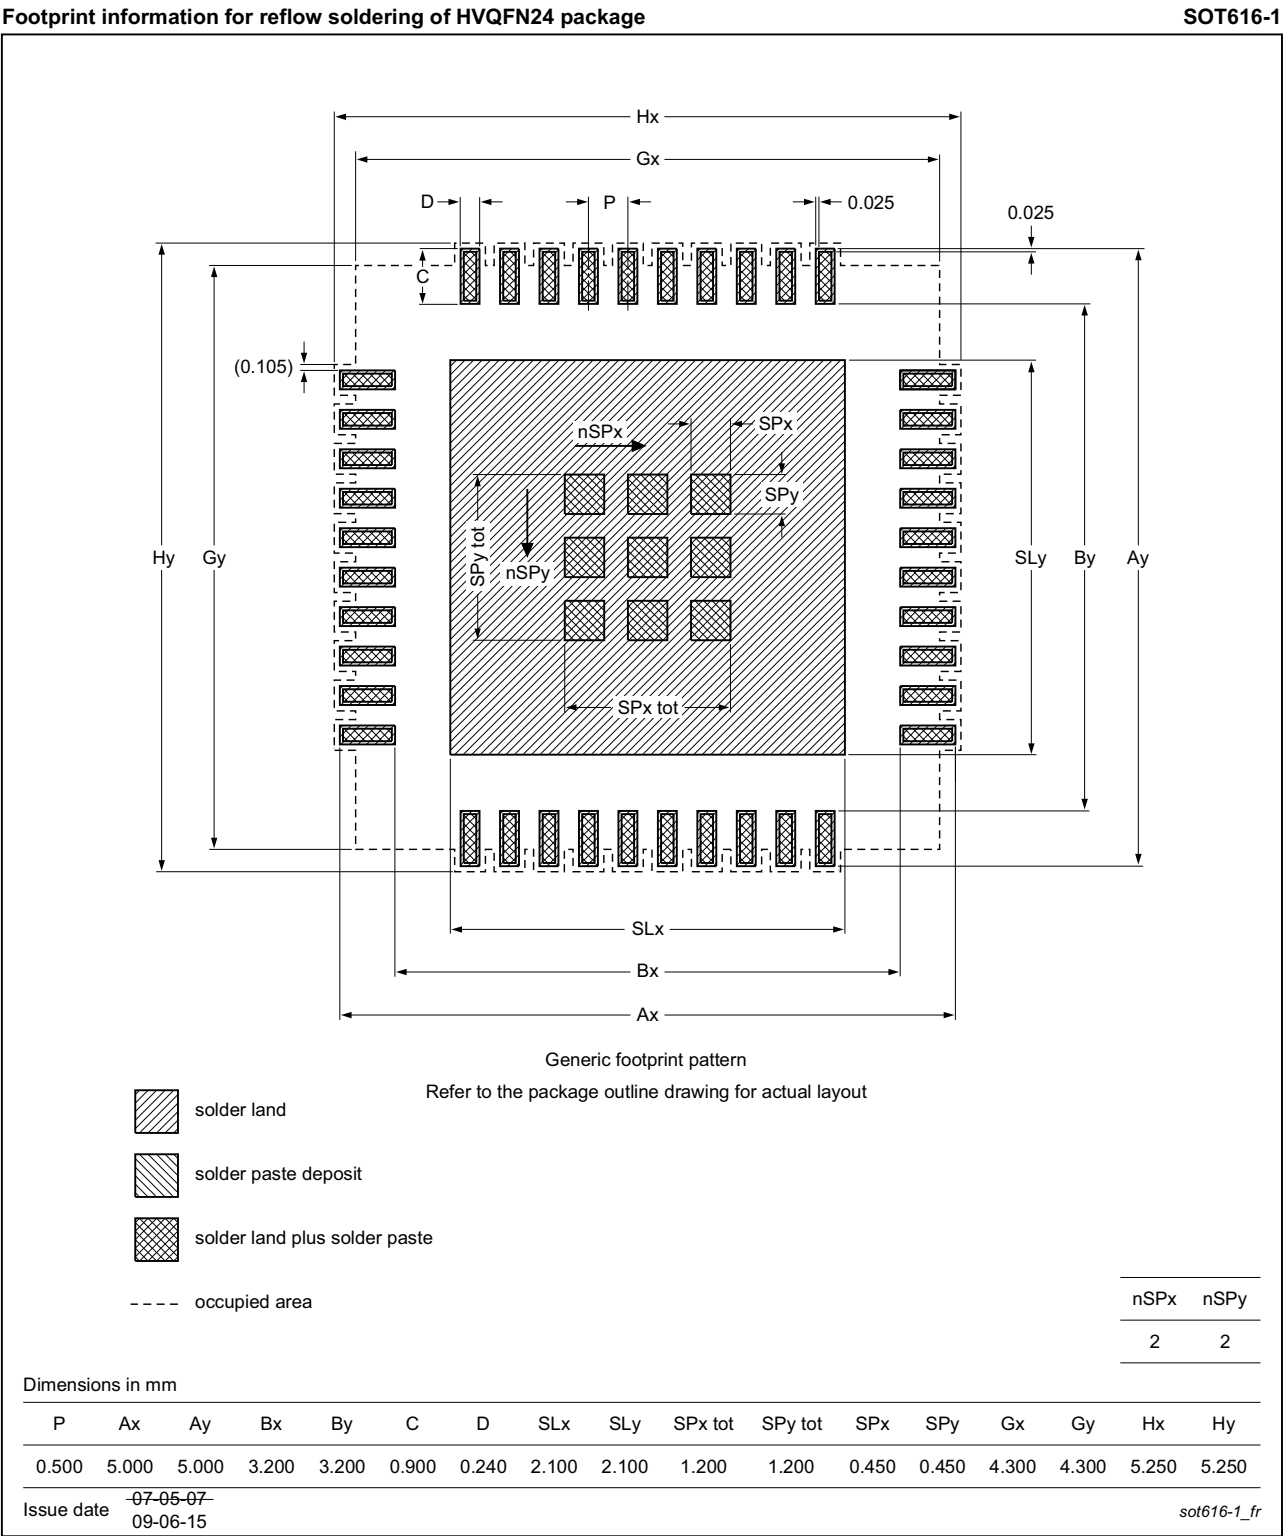 Footprint information for reflow soldering of HVQFN24 package SOT616-1
Hx
Gx
D P 0.025
0.025
C
(0.105)
nSPx SPx
SPy
SPy tot
nSPy
Hy Gy SLy By Ay
SPx tot
SLx
Bx
Ax
Generic footprint pattern
Refer to the package outline drawing for actual layout
solder land
solder paste deposit
solder land plus solder paste
occupied area
nSPx nSPy
2 2
Dimensions in mm
P Ax Ay Bx By C D SLx SLy SPx tot SPy tot SPx SPy Gx Gy Hx Hy
0.500 5.000 5.000 3.200 3.200 0.900 0.240 2.100 2.100 1.200 1.200 0.450 0.450 4.300 4.300 5.250 5.250
Issue date 07-05-07
09-06-15
sot616-1_fr